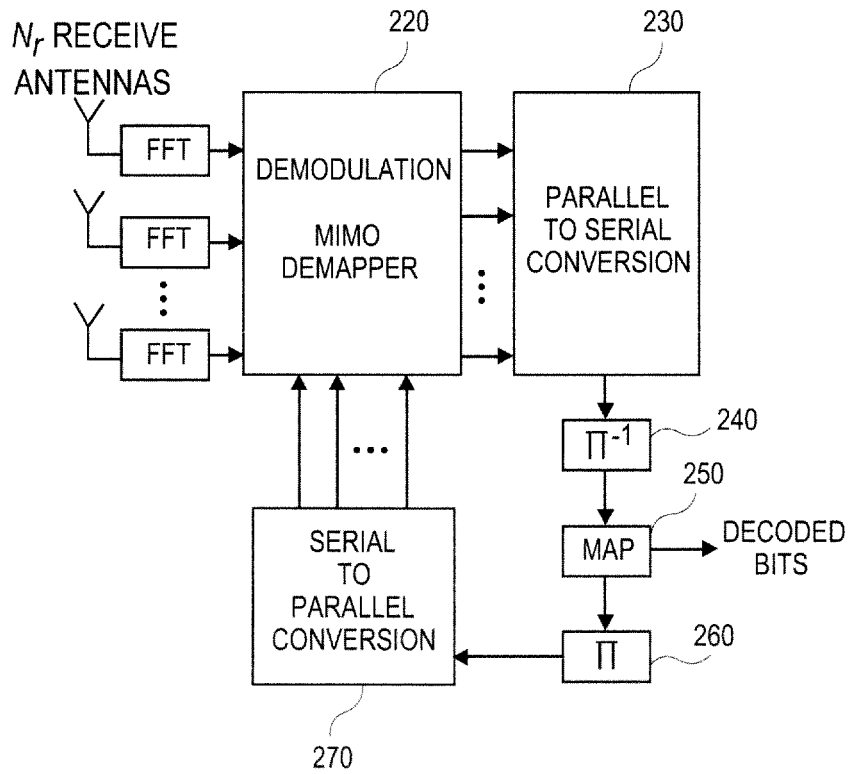 220
230
Nr RECEIVE
ANTENNAS
FFT
FFT
FFT
DEMODULATION
MIMO
DEMAPPER
PARALLEL
TO SERIAL
CONVERSION
Π-1
240
250
MAP
DECODED
BITS
SERIAL
TO
PARALLEL
CONVERSION
Π
260
270